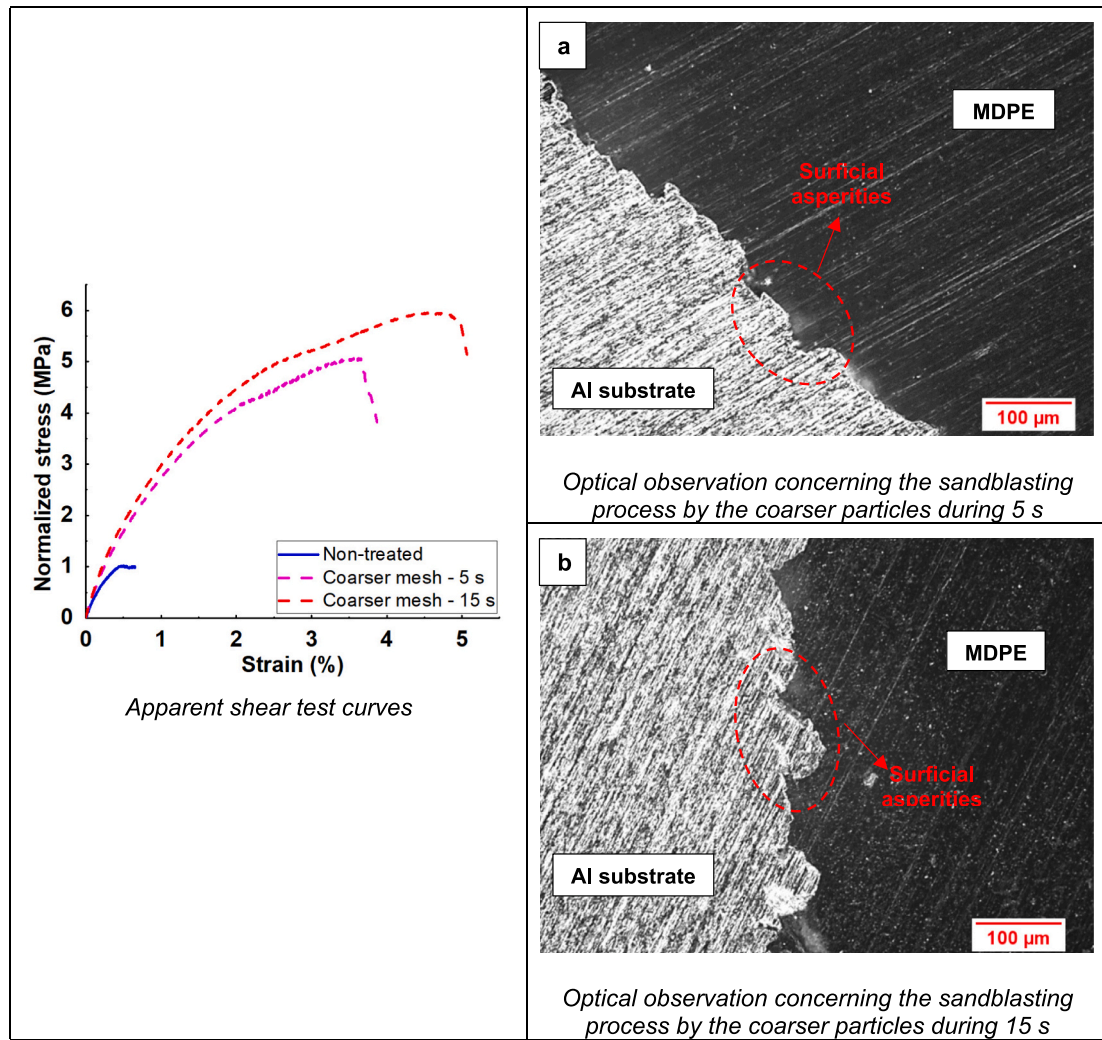 Normalized stress (MPa)
6
5
4
3
2
1
0
Non-treated
Coarser mesh - 5 s
Coarser mesh - 15 s
0 1 2 3 4 5
Strain (%)
Apparent shear test curves
a
MDPE
Surficial
asperities
Al substrate
100 µm
Optical observation concerning the sandblasting
process by the coarser particles during 5 s
b
MDPE
Surficial
asperities
Al substrate
100 µm
Optical observation concerning the sandblasting
process by the coarser particles during 15 s